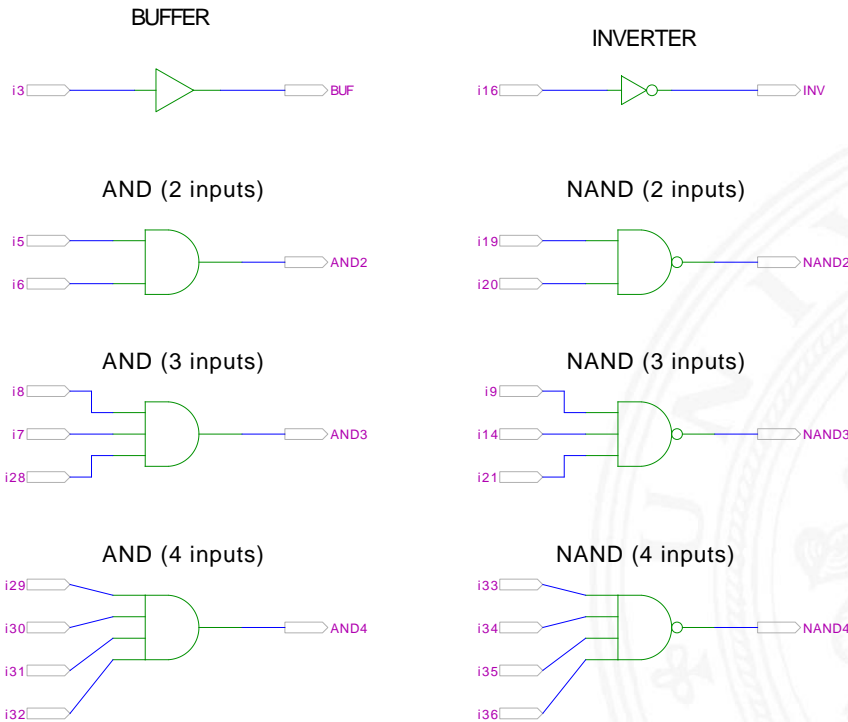 BUFFER
INVERTER
i3 BUF
i16 INV
AND (2 inputs)
NAND (2 inputs)
i5
i6
AND2
i19
i20
NAND2
AND (3 inputs)
NAND (3 inputs)
i8
i7
i28
AND3
i9
i14
i21
NAND3
AND (4 inputs)
NAND (4 inputs)
i29
i30
i31
i32
AND4
i33
i34
i35
i36
NAND4
U N I V